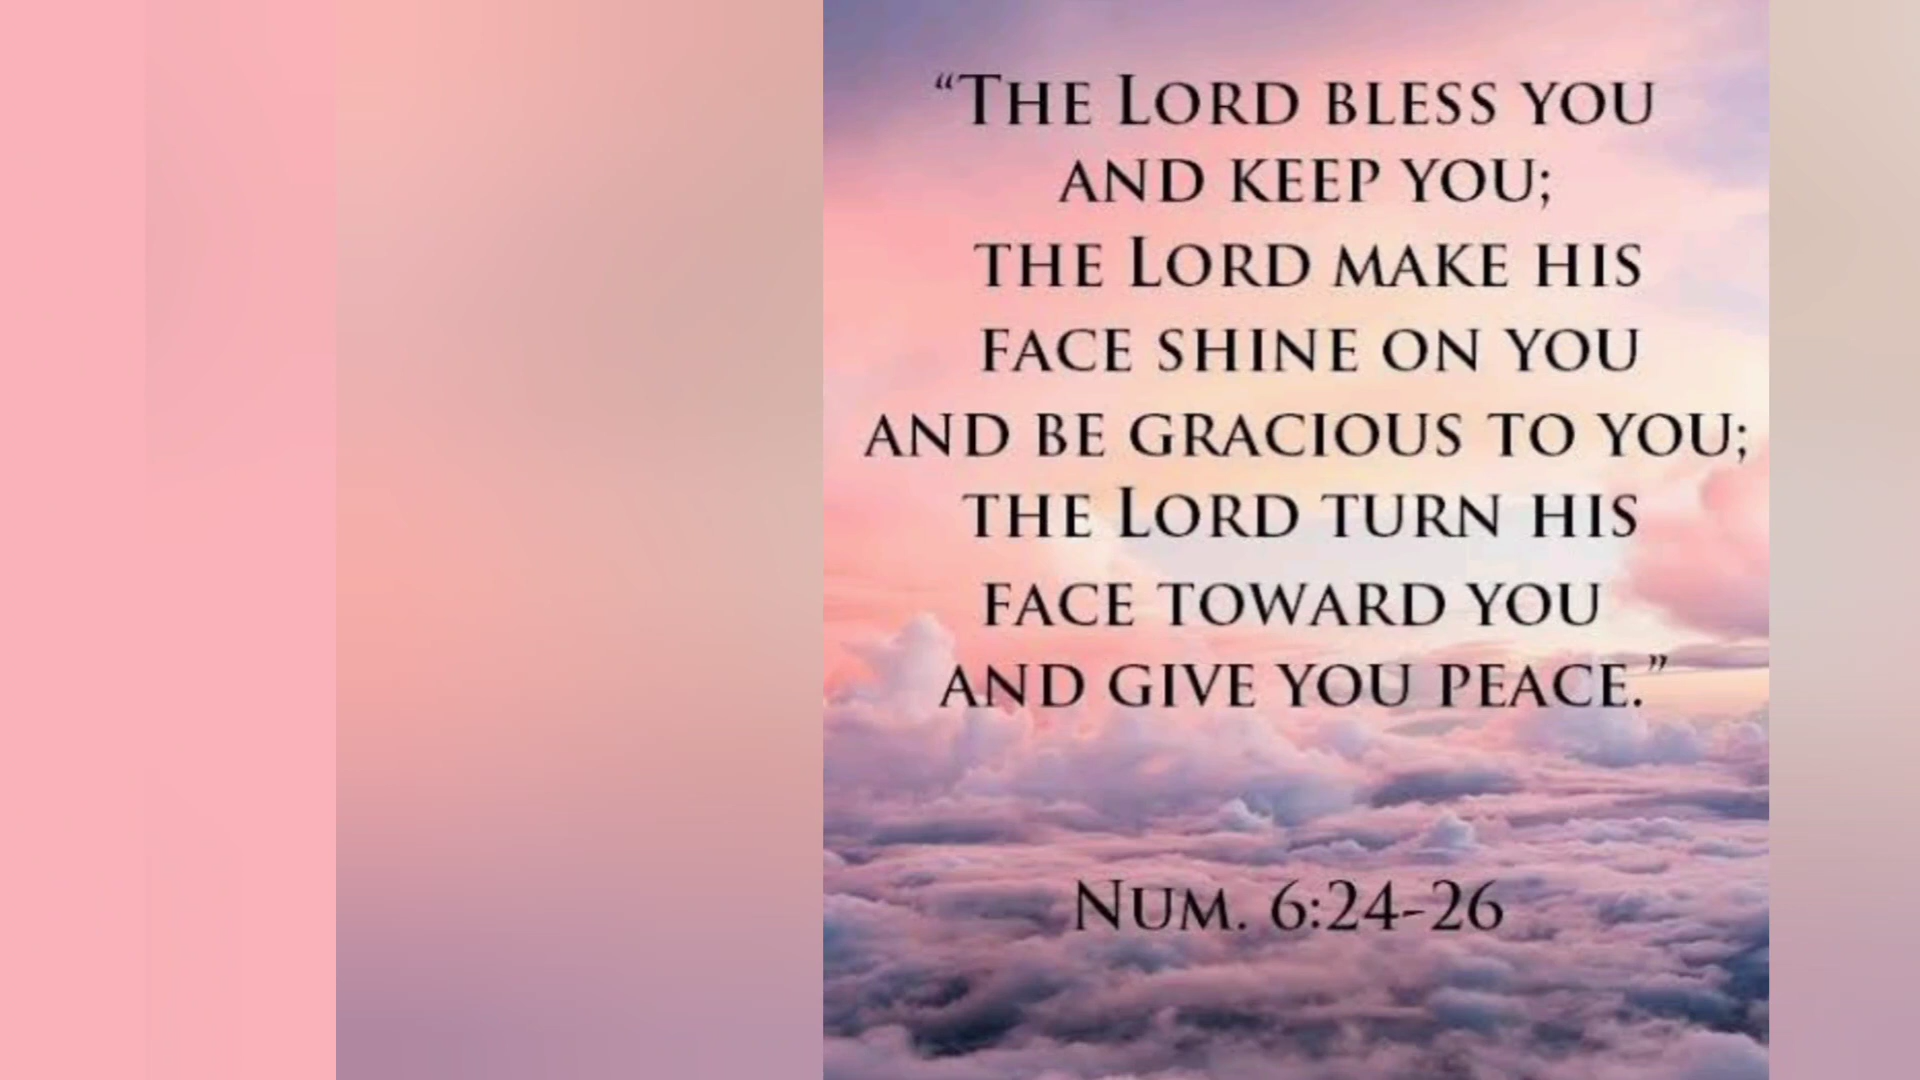 “The Lord bless you
and keep you;
the Lord make his
face shine on you
and be gracious to you;
the Lord turn his
face toward you
and give you peace.”
Num. 6:24-26